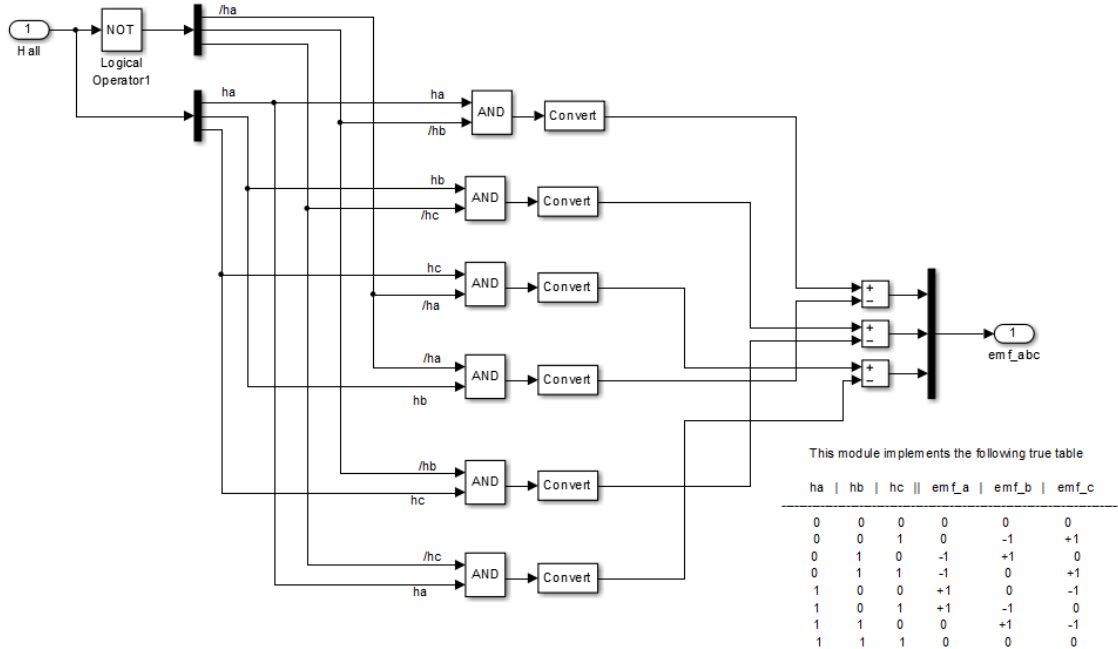 1
Hall
NOT
Logical
Operator1
/ha
ha
ha
/hb
AND
Convert
hb
/hc
AND
Convert
hc
/ha
AND
Convert
/ha
hb
AND
Convert
/hb
hc
AND
Convert
/hc
ha
AND
Convert
+
−
+
−
+
−
1
emf_abc
This module implements the following true table
ha | hb | hc || emf_a | emf_b | emf_c
0 0 0 0 0 0
0 0 1 0 -1 +1
0 1 0 -1 +1 0
0 1 1 -1 0 +1
1 0 0 +1 0 -1
1 0 1 +1 -1 0
1 1 0 0 +1 -1
1 1 1 0 0 0